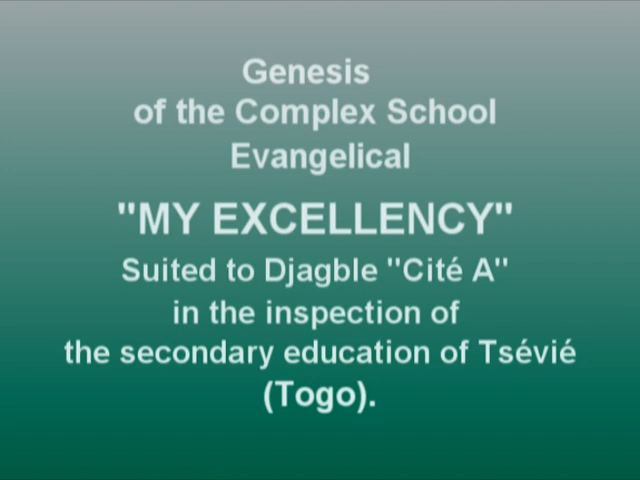 Genesis
of the Complex School
Evangelical
"MY EXCELLENCY"
Suited to Djagble "Cité A"
in the inspection of
the secondary education of Tsévié
(Togo).